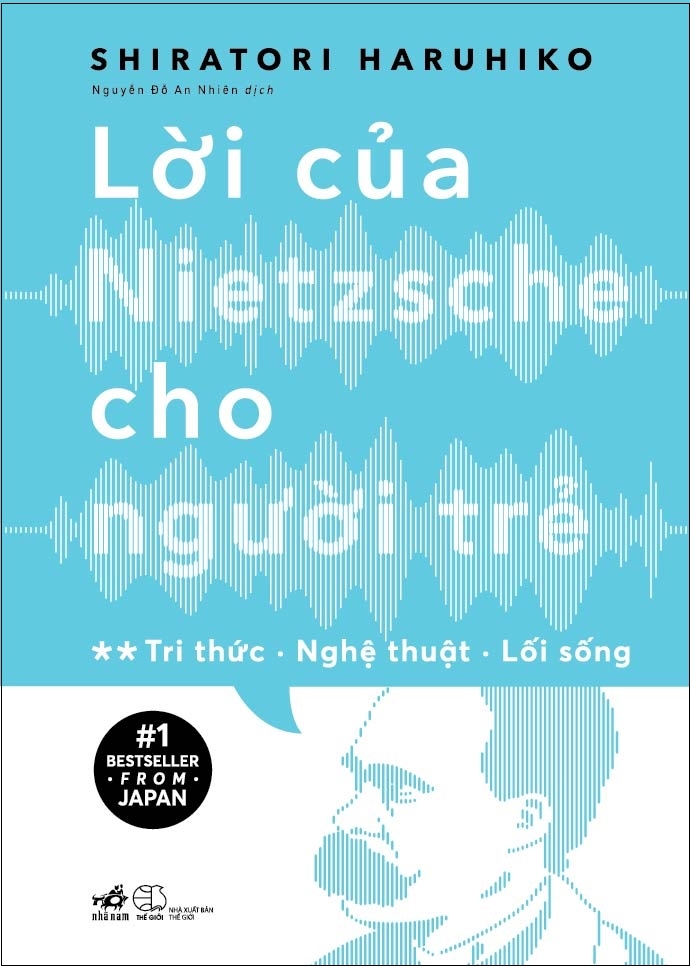 SHIRATORI HARUHIKO
Nguyễn Đỗ An Nhiên dịch
Lời của
Nietzsche
cho
người trẻ
** Tri thức · Nghệ thuật · Lối sống
#1
BESTSELLER
· FROM ·
JAPAN
nhã nam
THẾ GIỚI
NHÀ XUẤT BẢN
THẾ GIỚI